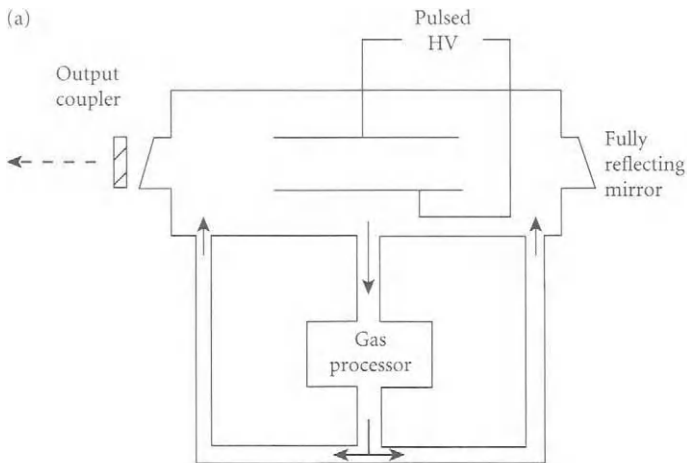 (a)
Pulsed
HV
Output
coupler
Fully
reflecting
mirror
Gas
processor